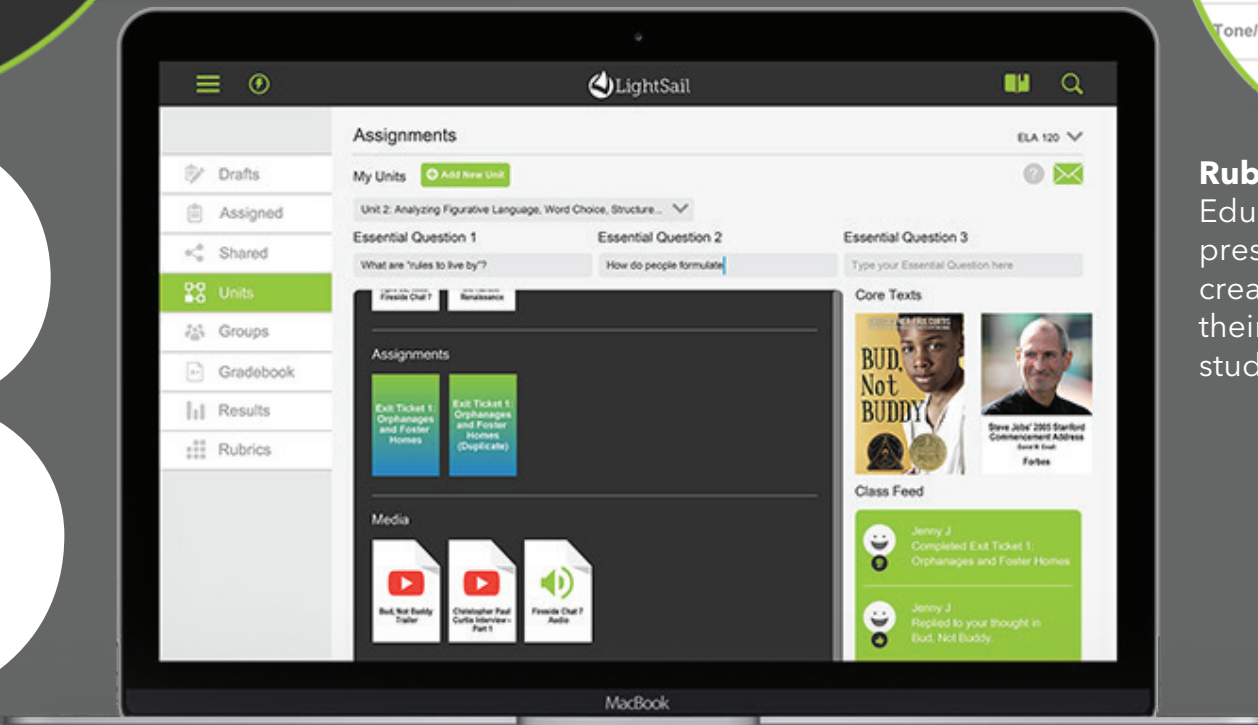 Tone/
LightSail
Assignments
ELA 120
Drafts
Assigned
Shared
Units
Groups
Gradebook
Results
Rubrics
My Units
Add New Unit
?
Unit 2: Analyzing Figurative Language, Word Choice, Structure...
Essential Question 1
Essential Question 2
Essential Question 3
What are "rules to live by"?
How do people formulate
Type your Essential Question here
Fireside Chat 7
Renaissance
Assignments
Exit Ticket 1:
Orphanages
and Foster
Homes
Exit Ticket 1:
Orphanages
and Foster
Homes
(Duplicate)
Media
Bud, Not Buddy
Trailer
Christopher Paul
Curtis Interview -
Part 1
Fireside Chat 7
Audio
Core Texts
CHRISTOPHER PAUL CURTIS
BUD,
Not
BUDDY
Steve Jobs' 2005 Stanford
Commencement Address
Forbes
Class Feed
Jenny J
Completed Exit Ticket 1:
Orphanages and Foster Homes
Jenny J
Replied to your thought in
Bud, Not Buddy.
MacBook
Rub
Edu
pres
crea
their
stud